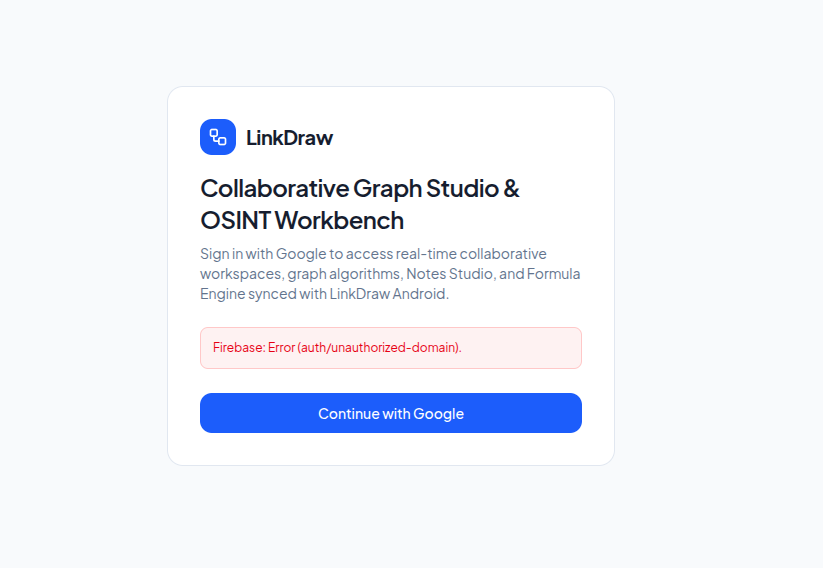 LinkDraw
Collaborative Graph Studio &
OSINT Workbench
Sign in with Google to access real-time collaborative
workspaces, graph algorithms, Notes Studio, and Formula
Engine synced with LinkDraw Android.
Firebase: Error (auth/unauthorized-domain).
Continue with Google